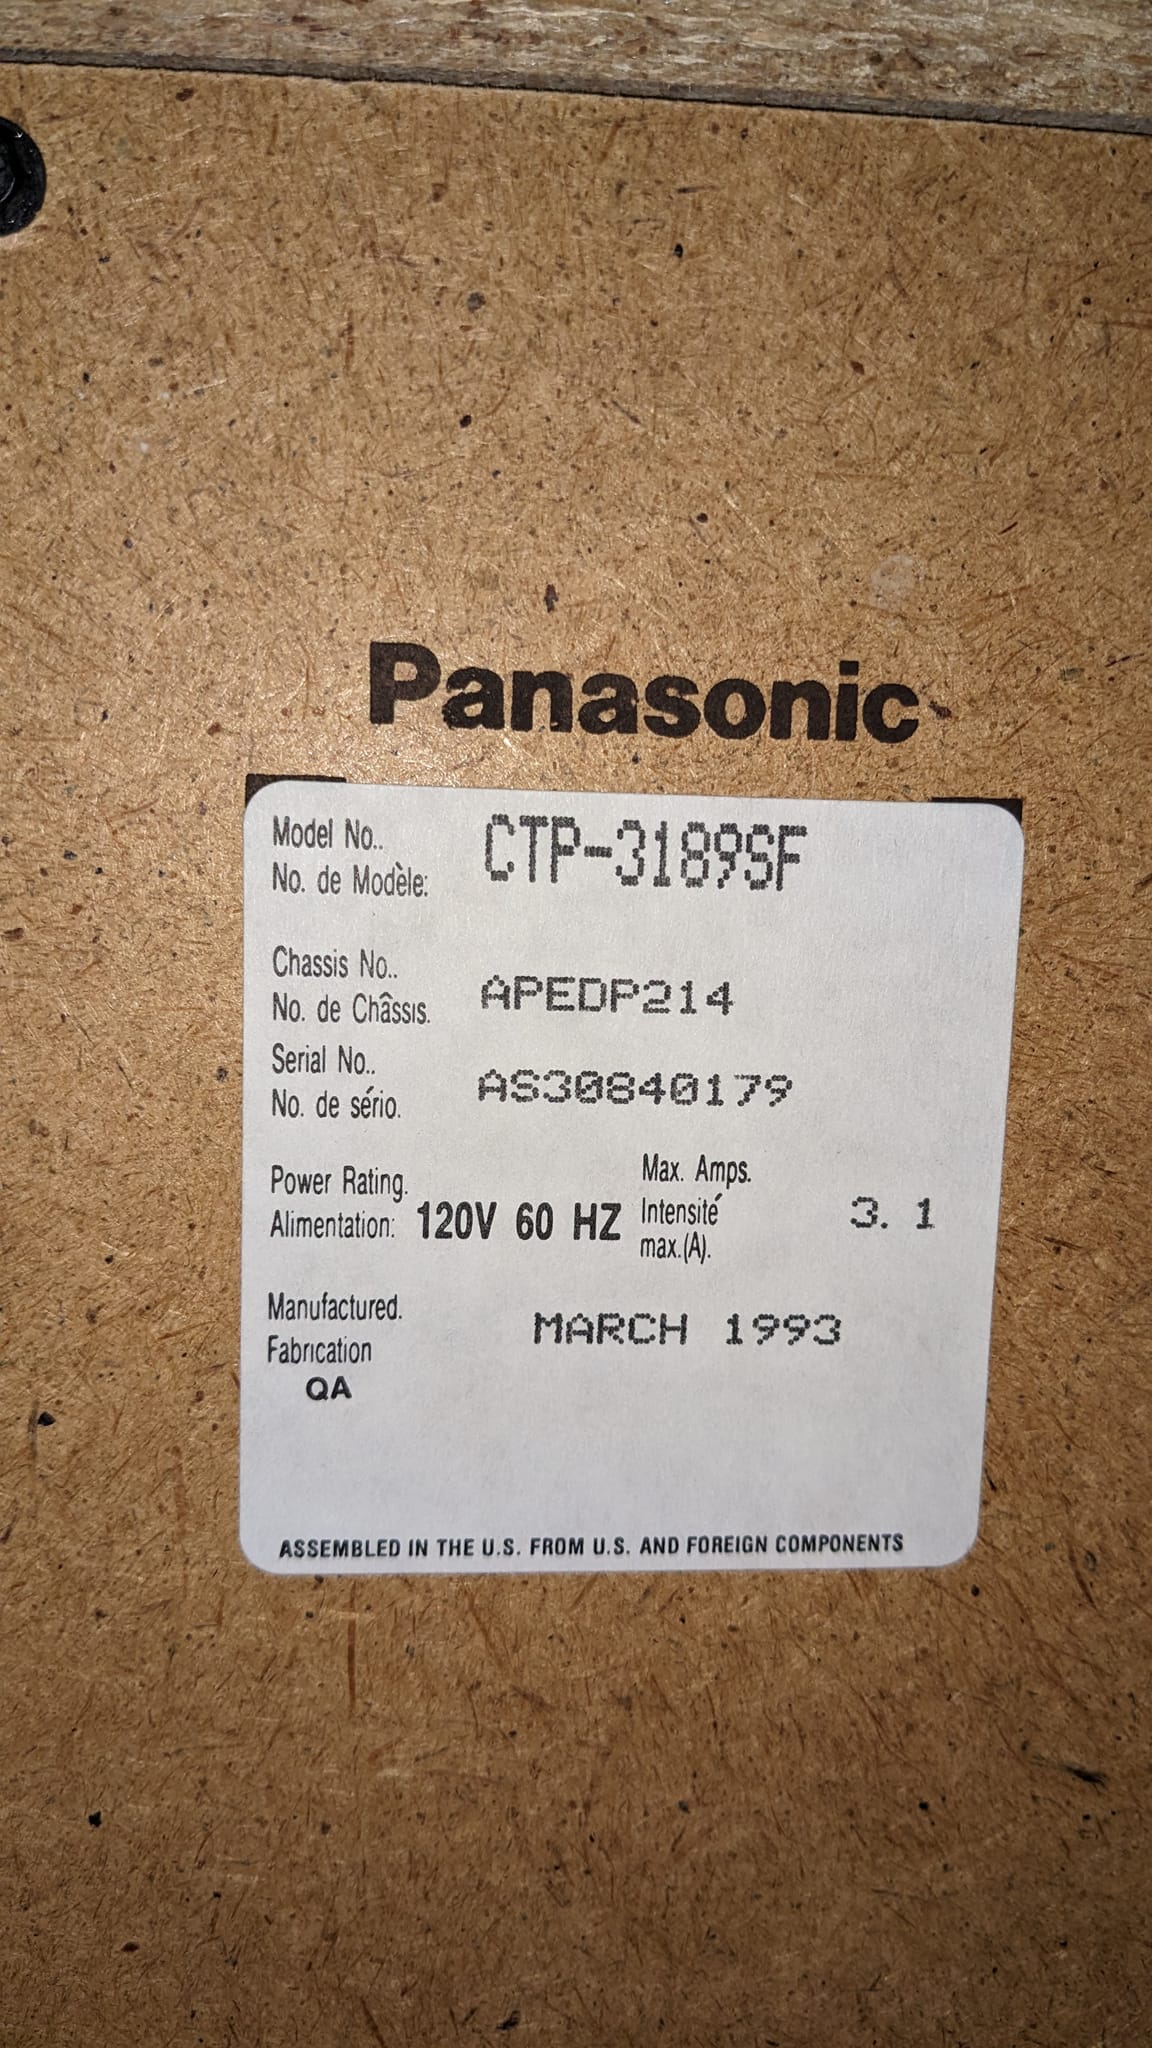 Panasonic
Model No.. CTP-3189SF
No. de Modèle:
Chassis No.. APEDP214
No. de Châssis.
Serial No.. AS30840179
No. de sério.
Power Rating. Max. Amps.
Alimentation: 120V 60 HZ Intensité 3. 1
max.(A).
Manufactured. MARCH 1993
Fabrication
QA
ASSEMBLED IN THE U.S. FROM U.S. AND FOREIGN COMPONENTS